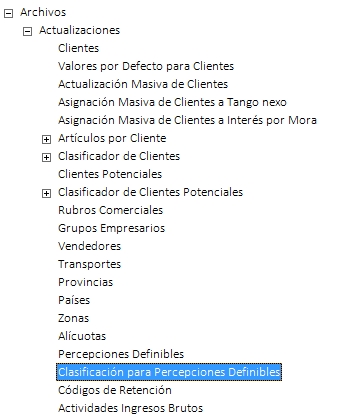 Archivos
Actualizaciones
Clientes
Valores por Defecto para Clientes
Actualización Masiva de Clientes
Asignación Masiva de Clientes a Tango nexo
Asignación Masiva de Clientes a Interés por Mora
Artículos por Cliente
Clasificador de Clientes
Clientes Potenciales
Clasificador de Clientes Potenciales
Rubros Comerciales
Grupos Empresarios
Vendedores
Transportes
Provincias
Países
Zonas
Alícuotas
Percepciones Definibles
Clasificación para Percepciones Definibles
Códigos de Retención
Actividades Ingresos Brutos